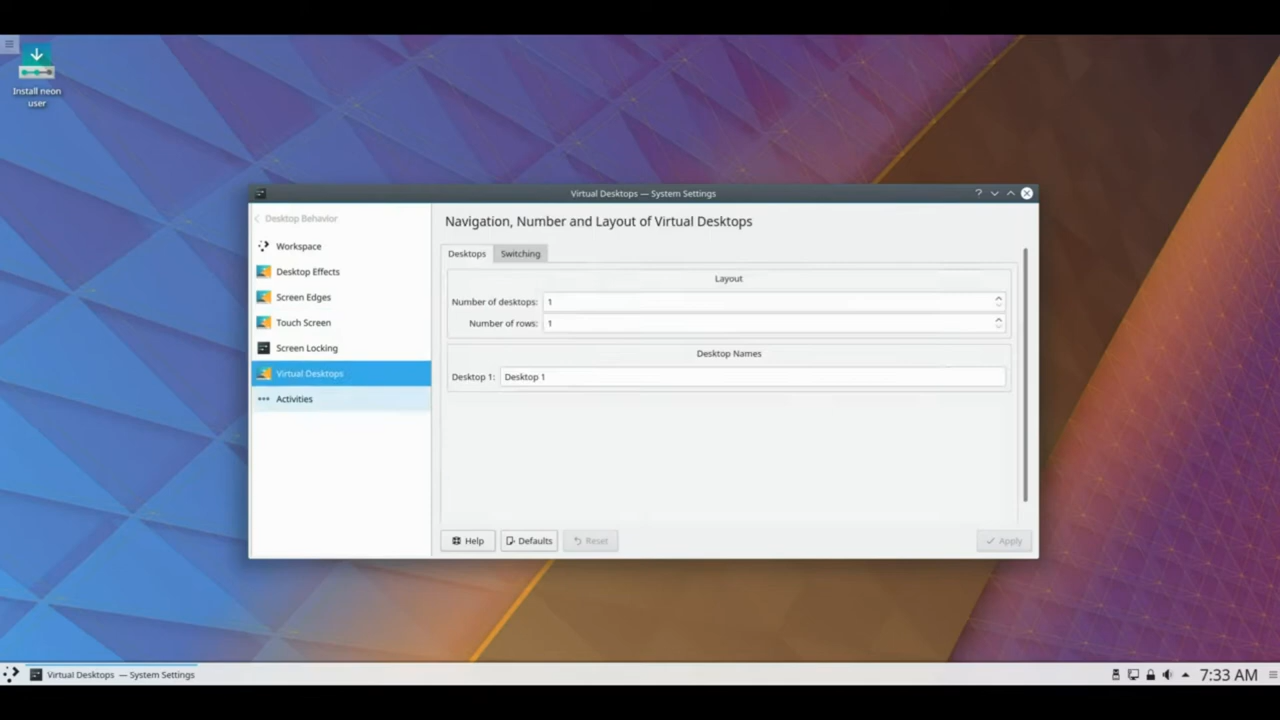 Install neon
user
Virtual Desktops — System Settings
Desktop Behavior
Workspace
Desktop Effects
Screen Edges
Touch Screen
Screen Locking
Virtual Desktops
Activities
Navigation, Number and Layout of Virtual Desktops
Desktops Switching
Layout
Number of desktops: 1
Number of rows: 1
Desktop Names
Desktop 1: Desktop 1
Help Defaults Reset Apply
Virtual Desktops — System Settings
7:33 AM